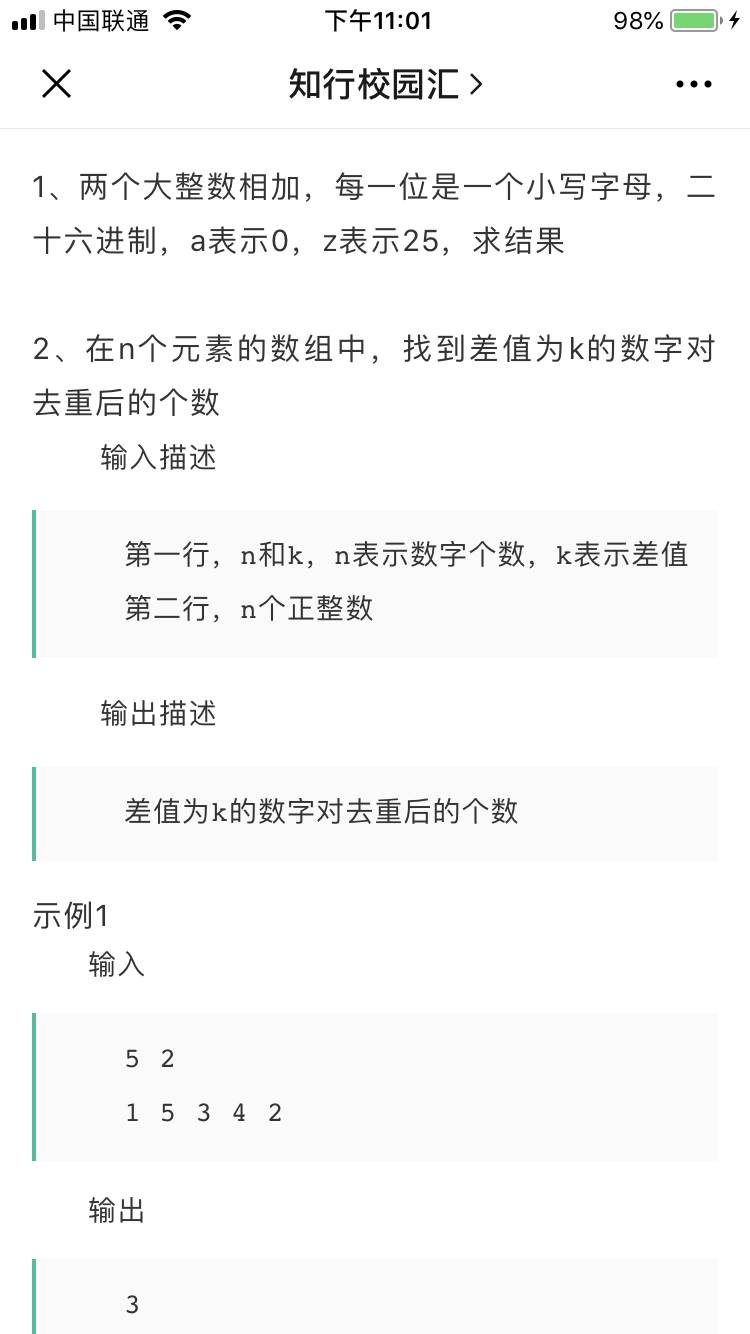 中国联通 下午11:01 98%
知行校园汇
1、两个大整数相加，每一位是一个小写字母，二
十六进制，a表示0，z表示25，求结果
2、在n个元素的数组中，找到差值为k的数字对
去重后的个数
输入描述
第一行，n和k，n表示数字个数，k表示差值
第二行，n个正整数
输出描述
差值为k的数字对去重后的个数
示例1
输入
5 2
1 5 3 4 2
输出
3